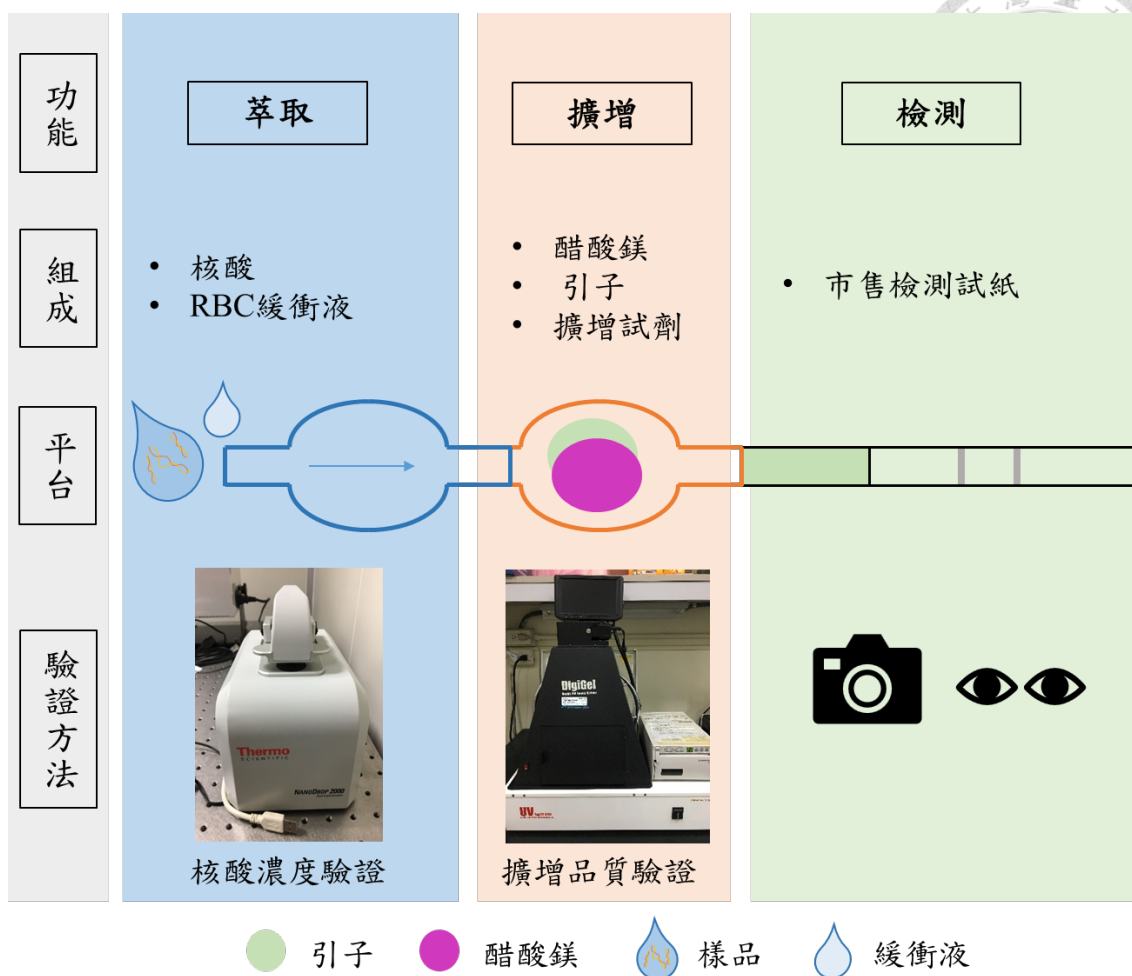 功能
萃取
擴增
檢測
組成
• 核酸
• RBC緩衝液
• 醋酸鎂
• 引子
• 擴增試劑
• 市售檢測試紙
平台
驗證方法
Thermo
SCIENTIFIC
NANODROP 2000
DigiGel
UV
核酸濃度驗證
擴增品質驗證
引子
醋酸鎂
樣品
緩衝液